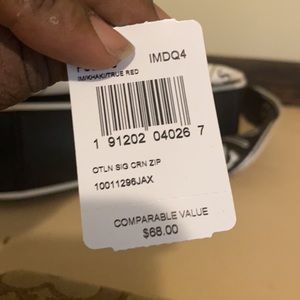 IMDQ4
IM/KHAKI/TRUE RED
1 91202 04026 7
OTLN SIG CRN ZIP
10011296JAX
COMPARABLE VALUE
$68.00